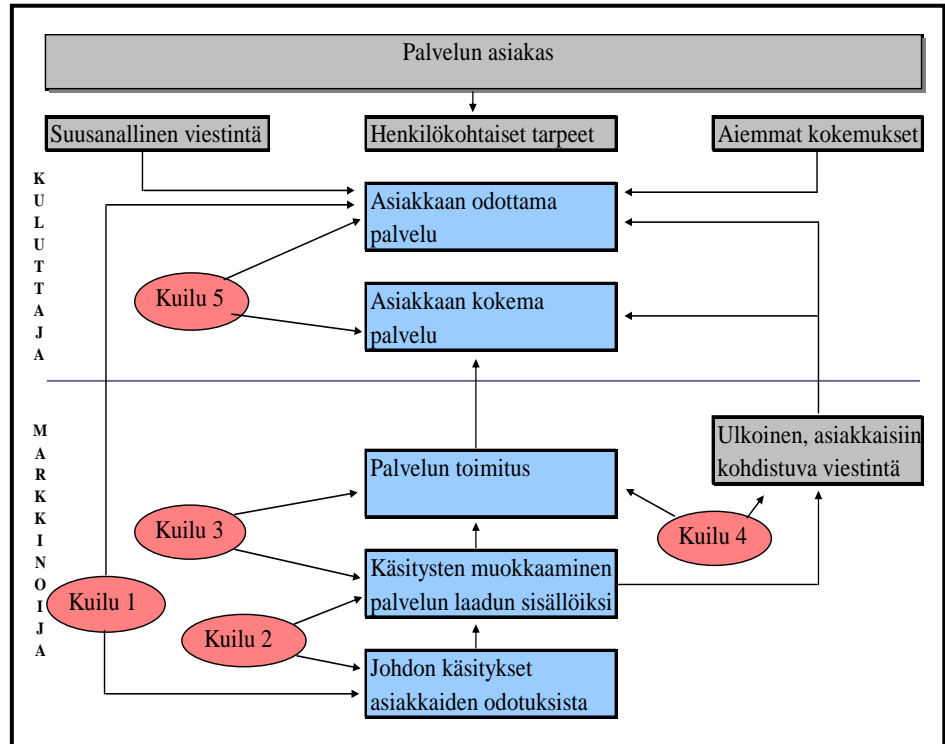 Palvelun asiakas
Suusanallinen viestintä
Henkilökohtaiset tarpeet
Aiemmat kokemukset
KULUTTAJA
Asiakkaan odottama
palvelu
Kuilu 5
Asiakkaan kokema
palvelu
MARKKINOIJA
Ulkoinen, asiakkaisiin
kohdistuva viestintä
Palvelun toimitus
Kuilu 3
Kuilu 4
Käsitysten muokkaaminen
palvelun laadun sisällöiksi
Kuilu 1
Kuilu 2
Johdon käsitykset
asiakkaiden odotuksista